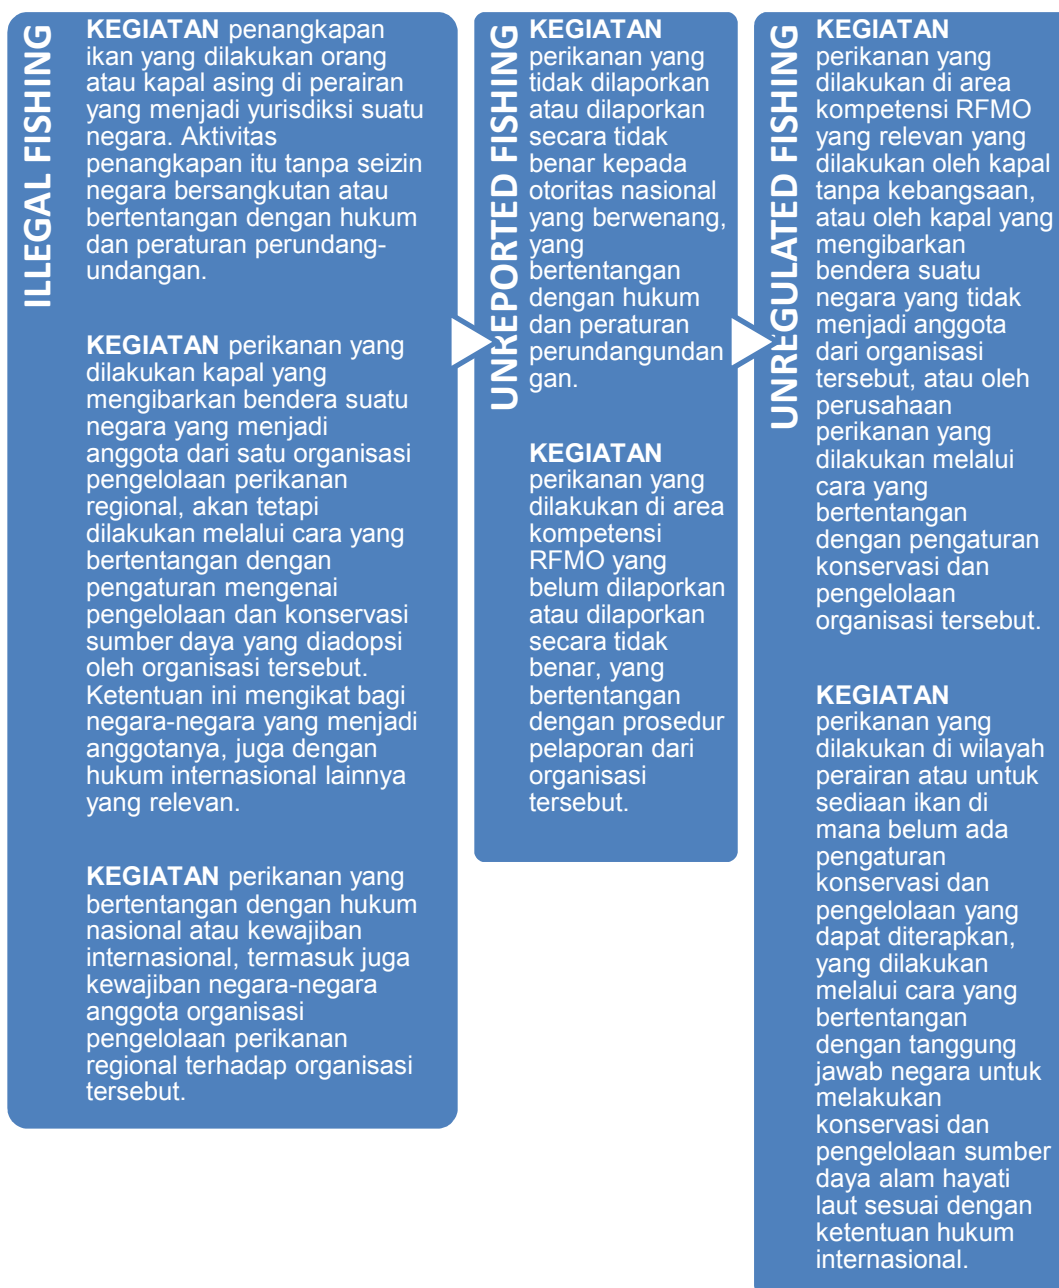 ILLEGAL FISHING
KEGIATAN penangkapan
ikan yang dilakukan orang
atau kapal asing di perairan
yang menjadi yurisdiksi suatu
negara. Aktivitas
penangkapan itu tanpa seizin
negara bersangkutan atau
bertentangan dengan hukum
dan peraturan perundang-
undangan.
KEGIATAN perikanan yang
dilakukan kapal yang
mengibarkan bendera suatu
negara yang menjadi
anggota dari satu organisasi
pengelolaan perikanan
regional, akan tetapi
dilakukan melalui cara yang
bertentangan dengan
pengaturan mengenai
pengelolaan dan konservasi
sumber daya yang diadopsi
oleh organisasi tersebut.
Ketentuan ini mengikat bagi
negara-negara yang menjadi
anggotanya, juga dengan
hukum internasional lainnya
yang relevan.
KEGIATAN perikanan yang
bertentangan dengan hukum
nasional atau kewajiban
internasional, termasuk juga
kewajiban negara-negara
anggota organisasi
pengelolaan perikanan
regional terhadap organisasi
tersebut.
UNREPORTED FISHING
KEGIATAN
perikanan yang
tidak dilaporkan
atau dilaporkan
secara tidak
benar kepada
otoritas nasional
yang berwenang,
yang
bertentangan
dengan hukum
dan peraturan
perundangundan
gan.
KEGIATAN
perikanan yang
dilakukan di area
kompetensi
RFMO yang
belum dilaporkan
atau dilaporkan
secara tidak
benar, yang
bertentangan
dengan prosedur
pelaporan dari
organisasi
tersebut.
UNREGULATED FISHING
KEGIATAN
perikanan yang
dilakukan di area
kompetensi RFMO
yang relevan yang
dilakukan oleh kapal
tanpa kebangsaan,
atau oleh kapal yang
mengibarkan
bendera suatu
negara yang tidak
menjadi anggota
dari organisasi
tersebut, atau oleh
perusahaan
perikanan yang
dilakukan melalui
cara yang
bertentangan
dengan pengaturan
konservasi dan
pengelolaan
organisasi tersebut.
KEGIATAN
perikanan yang
dilakukan di wilayah
perairan atau untuk
sediaan ikan di
mana belum ada
pengaturan
konservasi dan
pengelolaan yang
dapat diterapkan,
yang dilakukan
melalui cara yang
bertentangan
dengan tanggung
jawab negara untuk
melakukan
konservasi dan
pengelolaan sumber
daya alam hayati
laut sesuai dengan
ketentuan hukum
internasional.